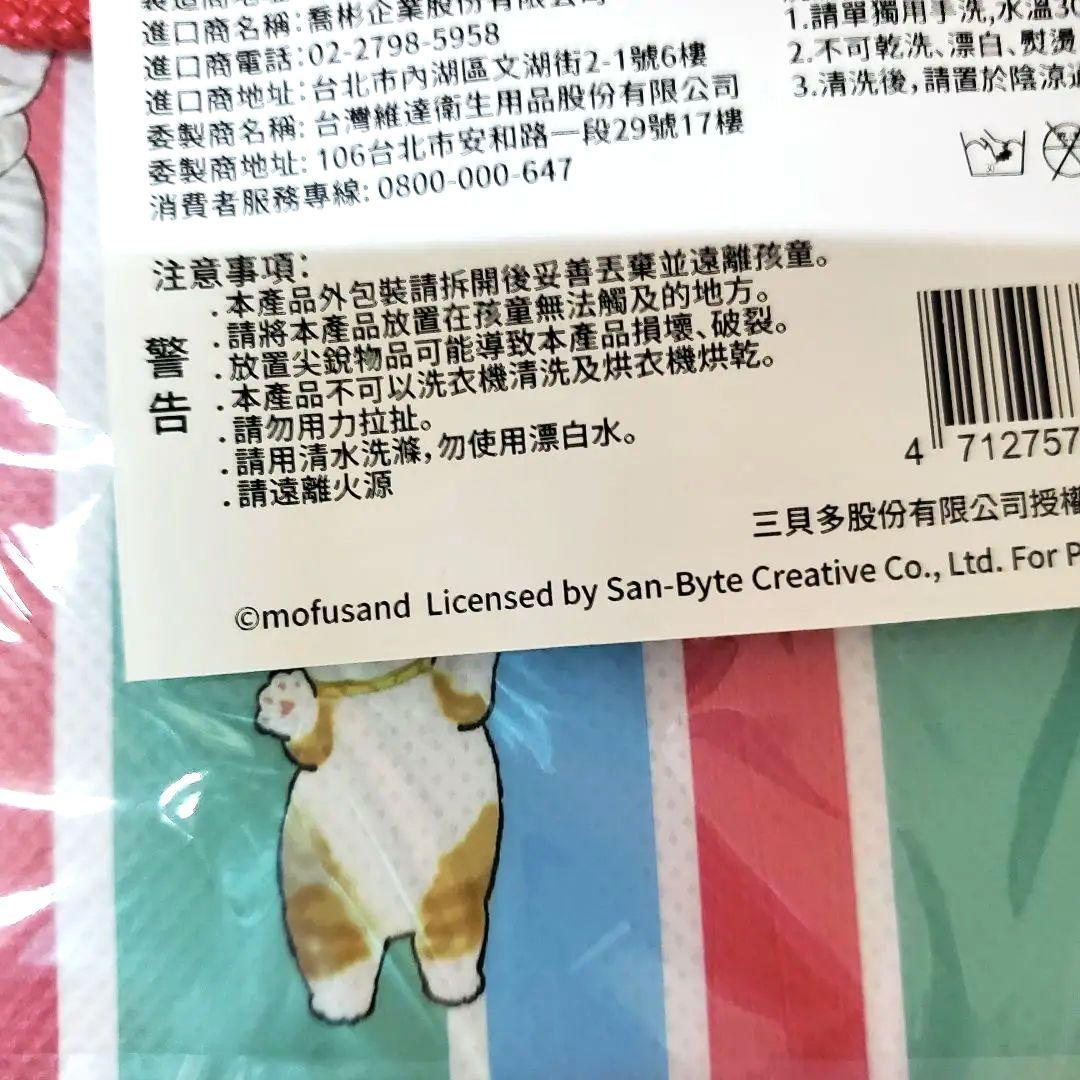 進口商名稱:喬彬企業股份有限公司
進口商電話:02-2798-5958
進口商地址:台北市內湖區文湖街2-1號6樓
委製商名稱:台灣維達衛生用品股份有限公司
委製商地址:106台北市安和路一段29號17樓
消費者服務專線:0800-000-647
1.請單獨用手洗,水溫30
2.不可乾洗、漂白、熨燙
3.清洗後,請置於陰涼
注意事項:
警告
.本產品外包裝請拆開後妥善丟棄並遠離孩童。
.請將本產品放置在孩童無法觸及的地方。
.放置尖銳物品可能導致本產品損壞、破裂。
.本產品不可以洗衣機清洗及烘衣機烘乾。
.請勿用力拉扯。
.請用清水洗滌,勿使用漂白水。
.請遠離火源
4 712757
三貝多股份有限公司授權
©mofusand Licensed by San-Byte Creative Co., Ltd. For P